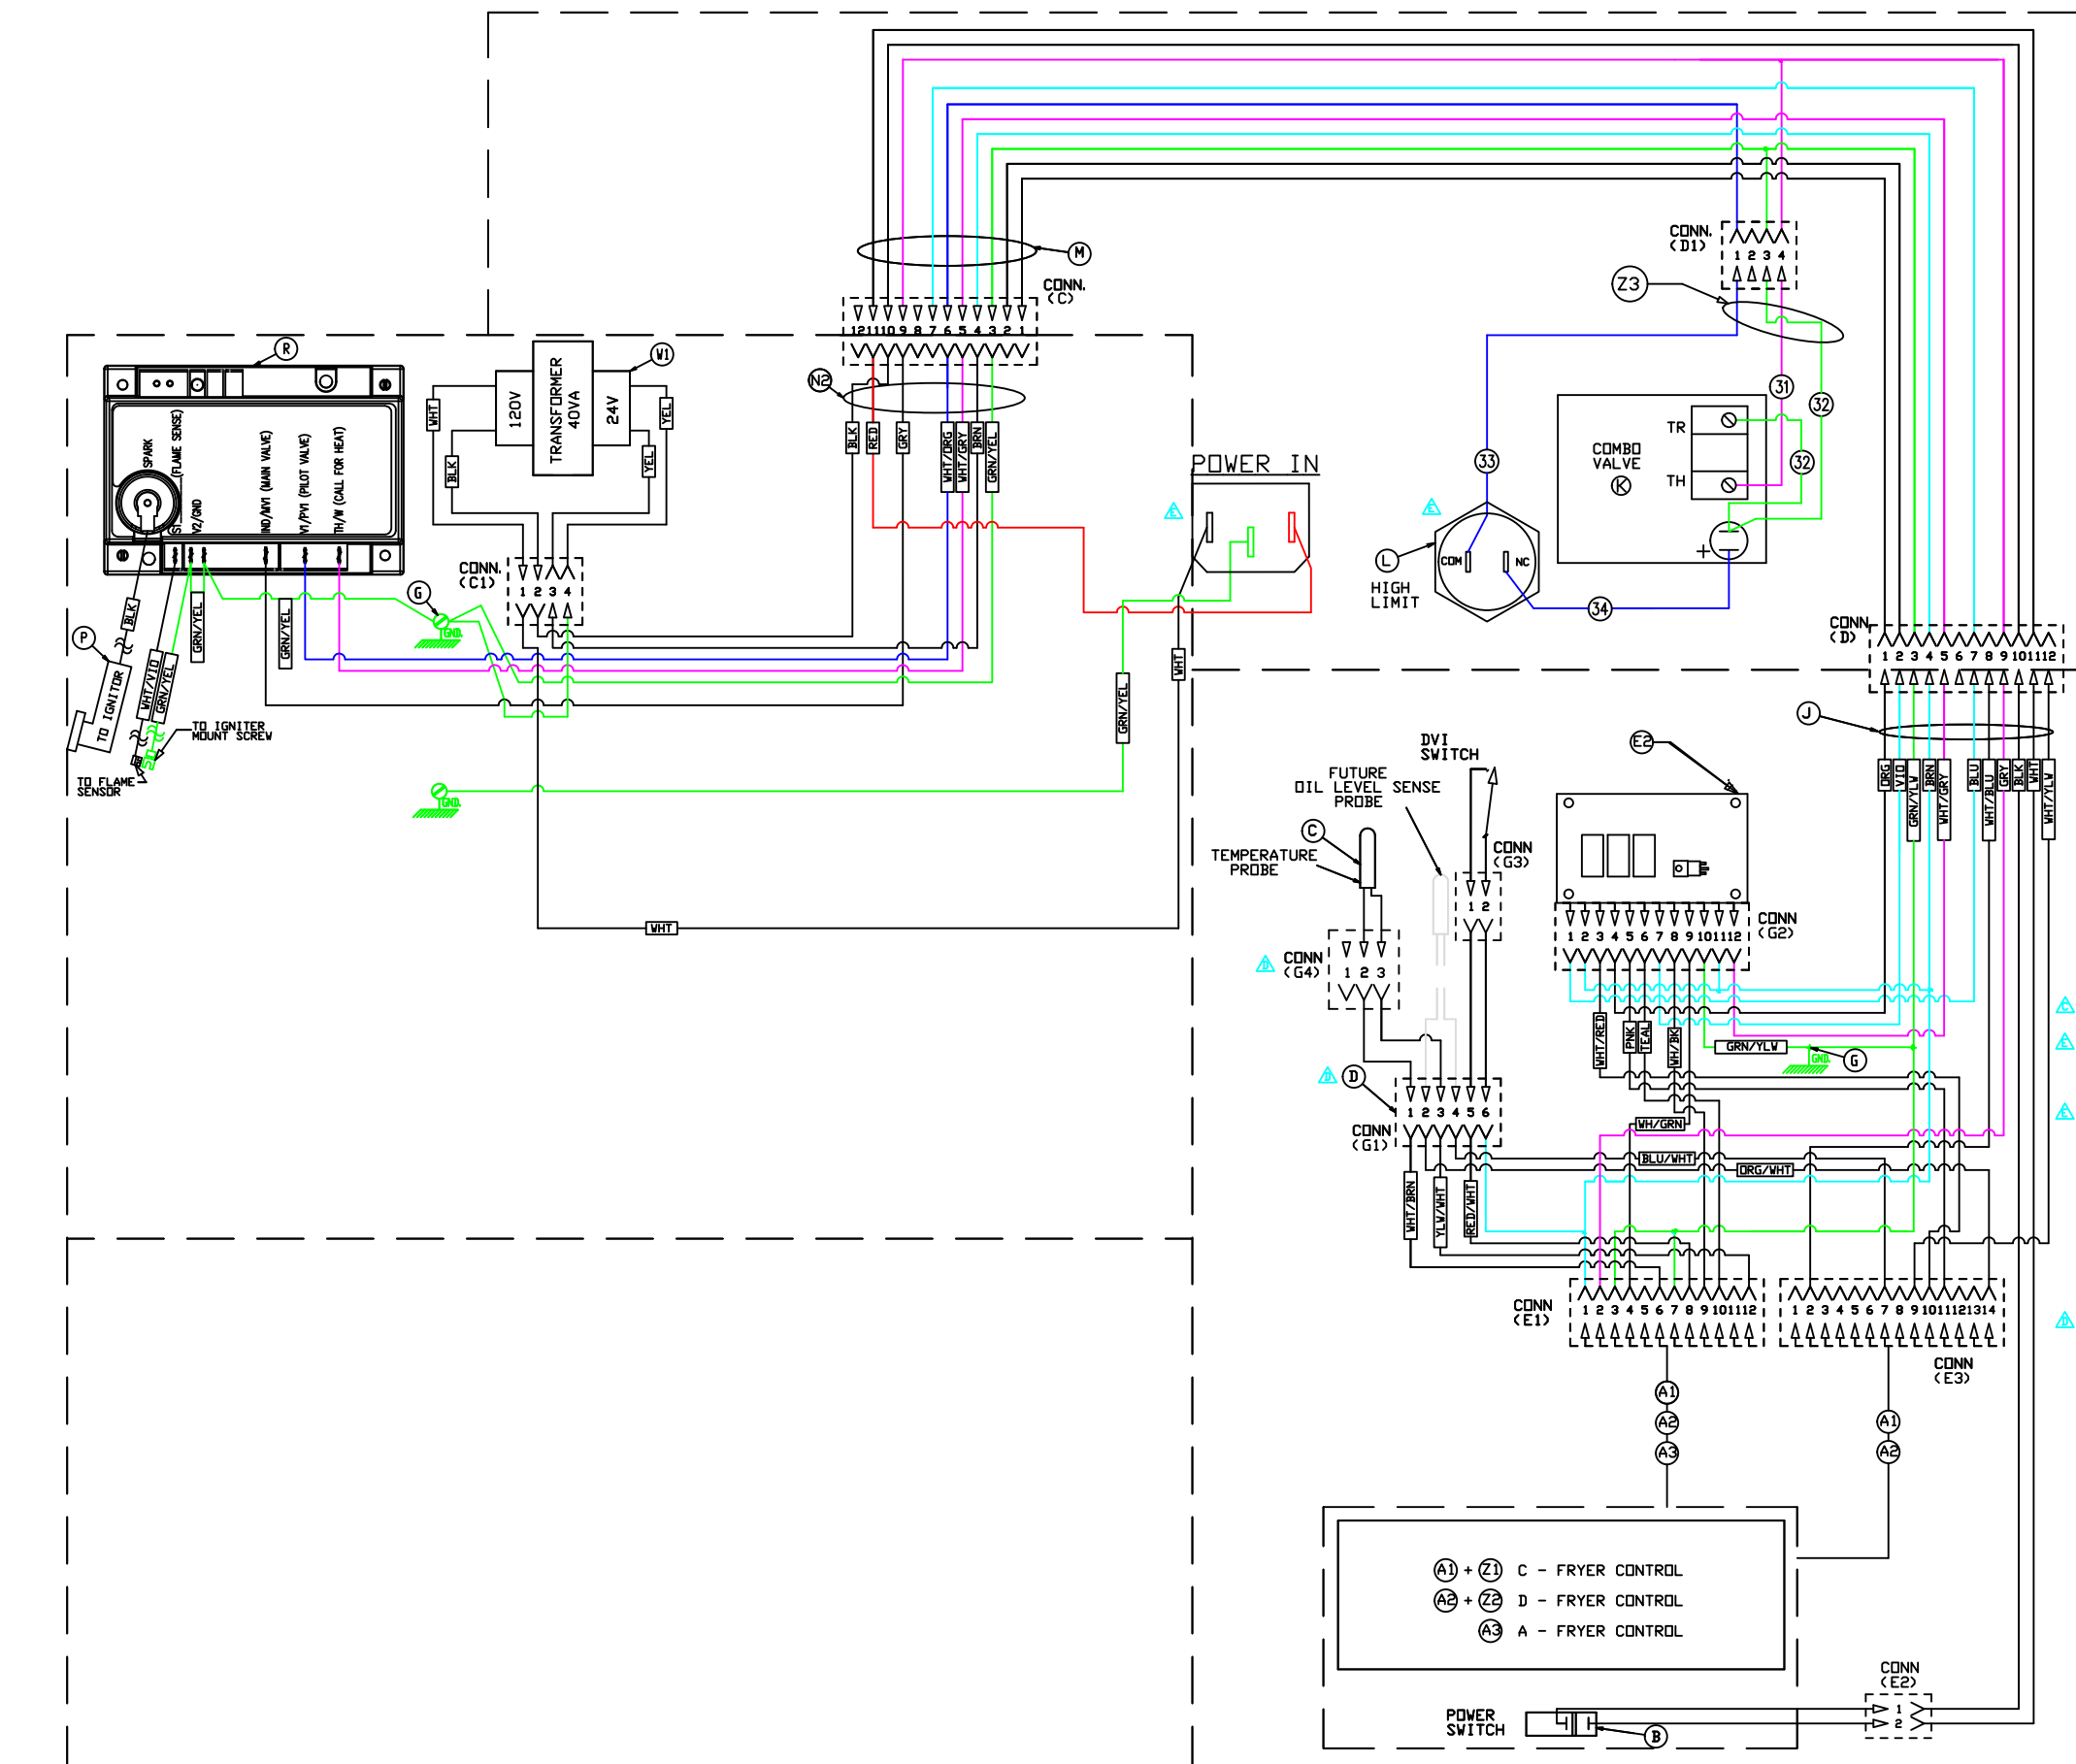 M
CONN.
(C)
12 11 10 9 8 7 6 5 4 3 2 1
CONN.
(D1)
1 2 3 4
Z3
R
SPARK
S1 (FLAME SENSE)
V2/GND
IND/MV1 (MAIN VALVE)
V1/PV1 (PILOT VALVE)
TH/W (CALL FOR HEAT)
W1
120V
TRANSFORMER
40VA
24V
WHT
BLK
YEL
YEL
N2
BLK
RED
GRY
WHT/ORG
WHT/GRY
BRN
GRN/YEL
POWER IN
E
31
32
COMBO
VALVE
K
TR
TH
32
+
33
E
L
HIGH
LIMIT
COM
NC
34
CONN.
(C1)
1 2 3 4
G
GND.
BLK
GRN/YEL
GRN/YEL
P
TO IGNITOR
WHT/VIO
GRN/YEL
TO IGNITER
MOUNT SCREW
TO FLAME
SENSOR
WHT
GRN/YEL
GND.
WHT
CONN.
(D)
1 2 3 4 5 6 7 8 9 10 11 12
J
ORG
VIO
GRN/YLW
BRN
WHT/GRY
BLU
WHT/BLU
GRY
BLK
WHT
WHT/YLW
DVI
SWITCH
E2
FUTURE
OIL LEVEL SENSE
PROBE
C
TEMPERATURE
PROBE
CONN
(G3)
1 2
CONN
(G2)
1 2 3 4 5 6 7 8 9 10 11 12
D
CONN
(G4)
1 2 3
WHT/RED
PNK
TEAL
WH/BK
GRN/YLW
GND.
G
C
E
D
D
1 2 3 4 5 6
CONN
(G1)
E
WH/GRN
BLU/WHT
ORG/WHT
WHT/BRN
YLW/WHT
RED/WHT
CONN
(E1)
1 2 3 4 5 6 7 8 9 10 11 12
1 2 3 4 5 6 7 8 9 10 11 12 13 14
D
CONN
(E3)
A1
A2
A3
A1
A2
A1 + Z1 C - FRYER CONTROL
A2 + Z2 D - FRYER CONTROL
A3 A - FRYER CONTROL
CONN
(E2)
1
2
POWER
SWITCH
B